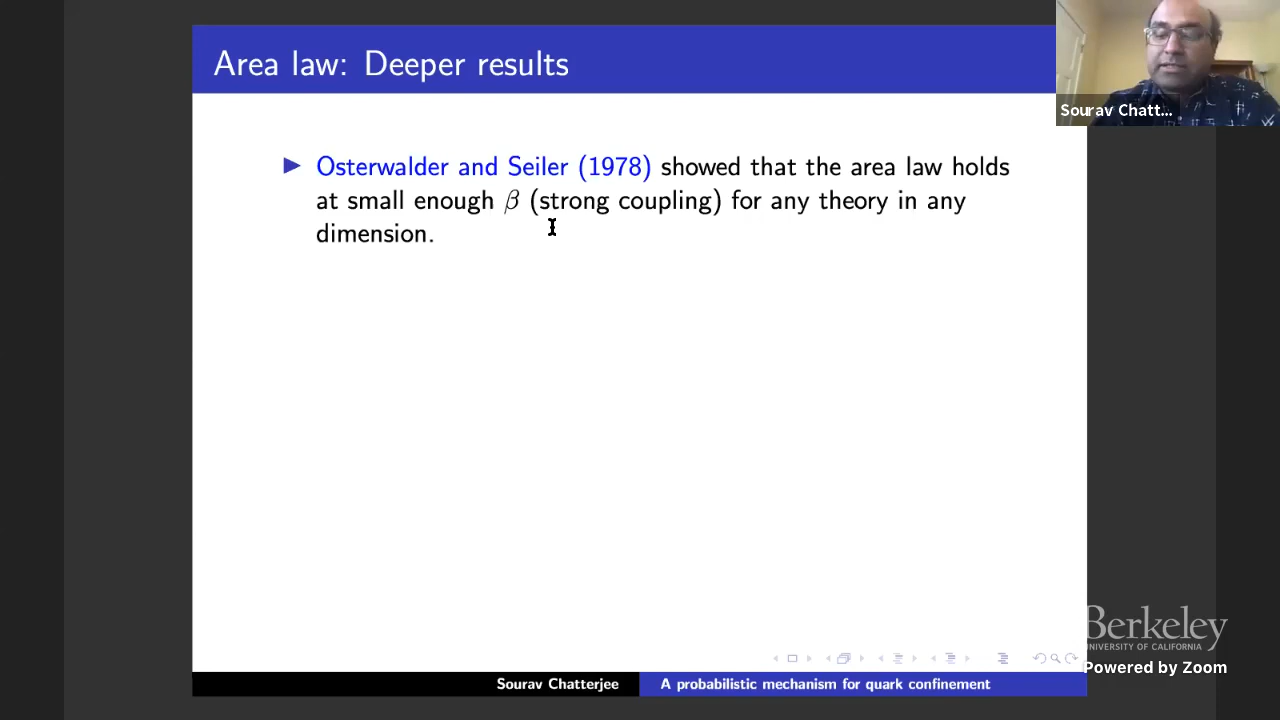 Area law: Deeper results
Sourav Chatt...
▶ Osterwalder and Seiler (1978) showed that the area law holds
at small enough β (strong coupling) for any theory in any
dimension.
Berkeley
UNIVERSITY OF CALIFORNIA
Powered by Zoom
Sourav Chatterjee
A probabilistic mechanism for quark confinement